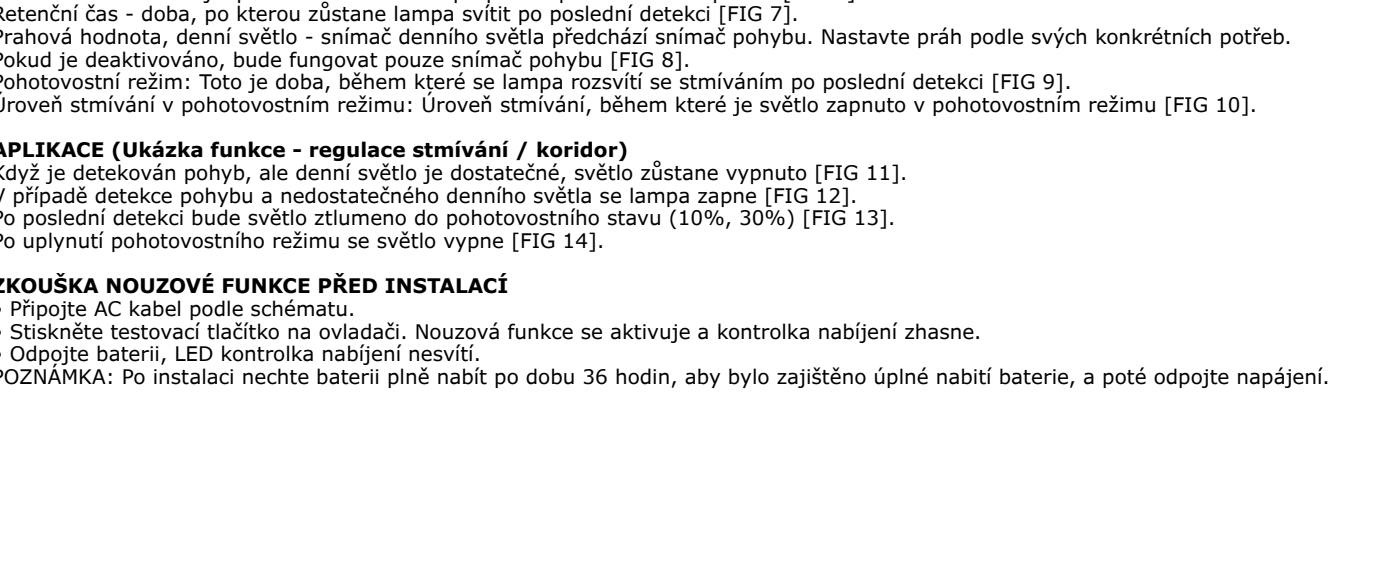 Retenční čas - doba, po kterou zůstane lampa svítit po poslední detekci [FIG 7].
Prahová hodnota, denní světlo - snímač denního světla předchází snímač pohybu. Nastavte práh podle svých konkrétních potřeb.
Pokud je deaktivováno, bude fungovat pouze snímač pohybu [FIG 8].
Pohotovostní režim: Toto je doba, během které se lampa rozsvítí se stmíváním po poslední detekci [FIG 9].
Úroveň stmívání v pohotovostním režimu: Úroveň stmívání, během které je světlo zapnuto v pohotovostním režimu [FIG 10].
APLIKACE (Ukázka funkce - regulace stmívání / koridor)
Když je detekován pohyb, ale denní světlo je dostatečné, světlo zůstane vypnuto [FIG 11].
V případě detekce pohybu a nedostatečného denního světla se lampa zapne [FIG 12].
Po poslední detekci bude světlo ztlumeno do pohotovostního stavu (10%, 30%) [FIG 13].
Po uplynutí pohotovostního režimu se světlo vypne [FIG 14].
ZKOUŠKA NOUZOVÉ FUNKCE PŘED INSTALACÍ
• Připojte AC kabel podle schématu.
• Stiskněte testovací tlačítko na ovladači. Nouzová funkce se aktivuje a kontrolka nabíjení zhasne.
• Odpojte baterii, LED kontrolka nabíjení nesvítí.
POZNÁMKA: Po instalaci nechte baterii plně nabít po dobu 36 hodin, aby bylo zajištěno úplné nabití baterie, a poté odpojte napájení.